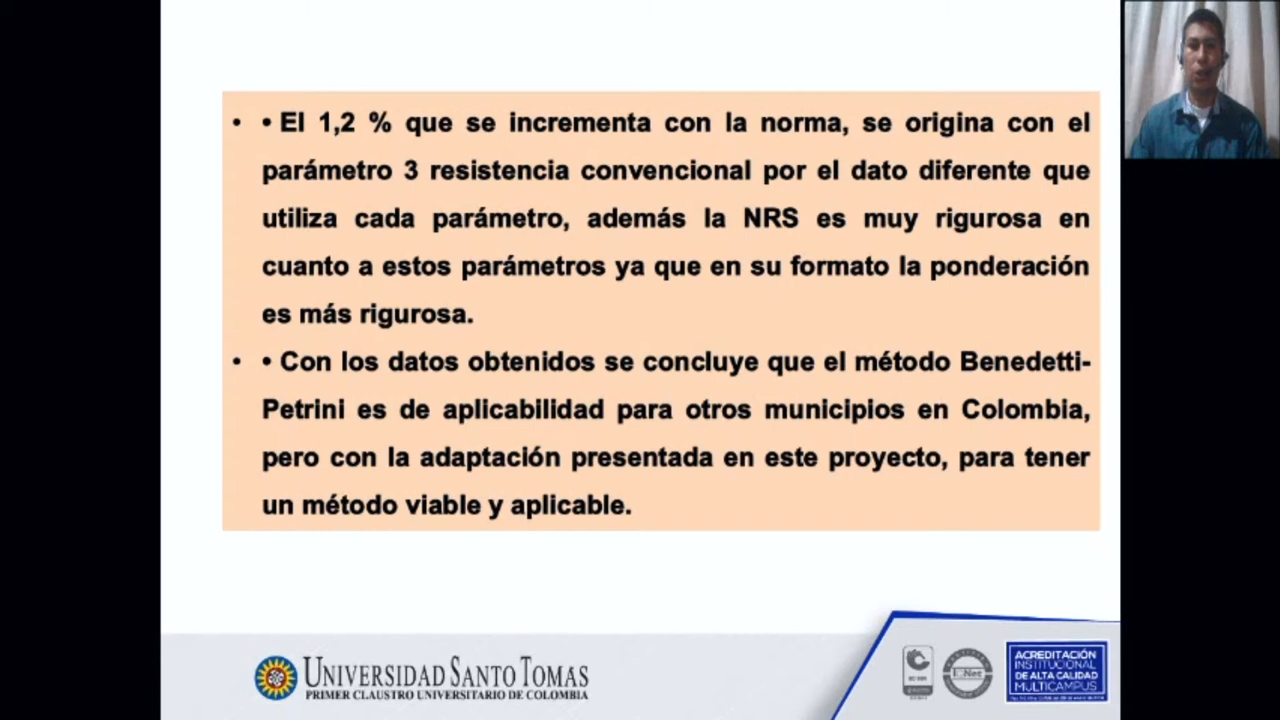 • • El 1,2 % que se incrementa con la norma, se origina con el
parámetro 3 resistencia convencional por el dato diferente que
utiliza cada parámetro, además la NRS es muy rigurosa en
cuanto a estos parámetros ya que en su formato la ponderación
es más rigurosa.
• • Con los datos obtenidos se concluye que el método Benedetti-
Petrini es de aplicabilidad para otros municipios en Colombia,
pero con la adaptación presentada en este proyecto, para tener
un método viable y aplicable.
UNIVERSIDAD SANTO TOMAS
PRIMER CLAUSTRO UNIVERSITARIO DE COLOMBIA
ACREDITACIÓN
INSTITUCIONAL
DE ALTA CALIDAD
MULTICAMPUS